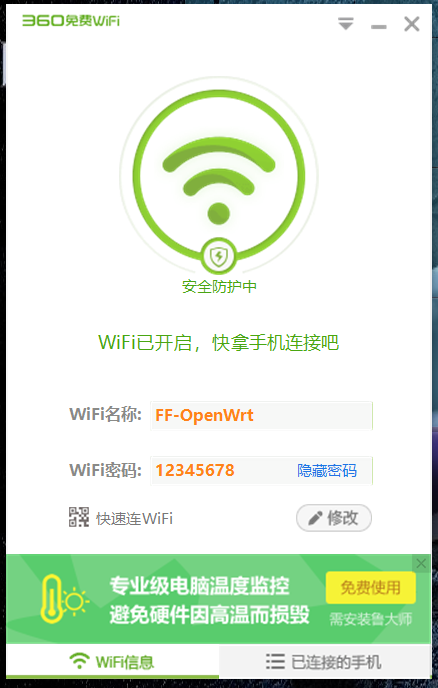 360免费WiFi
安全防护中
WiFi已开启，快拿手机连接吧
WiFi名称: FF-OpenWrt
WiFi密码: 12345678 隐藏密码
快速连WiFi 修改
专业级电脑温度监控 免费使用
避免硬件因高温而损毁 需安装鲁大师
WiFi信息 已连接的手机